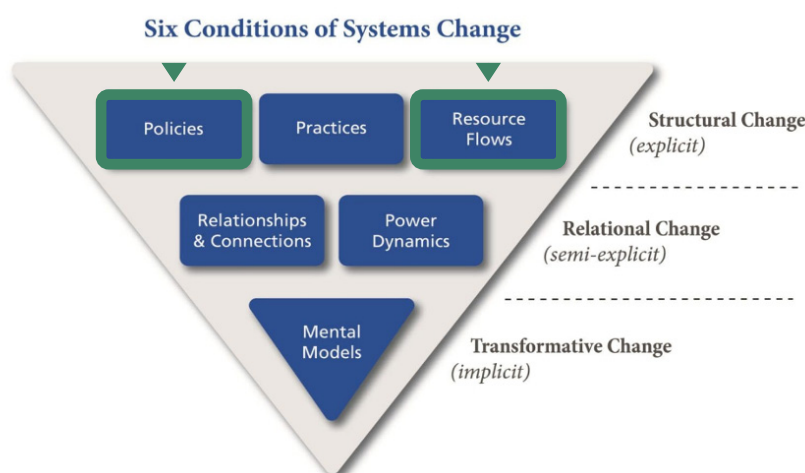 Six Conditions of Systems Change
Policies
Practices
Resource
Flows
Structural Change
(explicit)
Relationships
& Connections
Power
Dynamics
Relational Change
(semi-explicit)
Mental
Models
Transformative Change
(implicit)